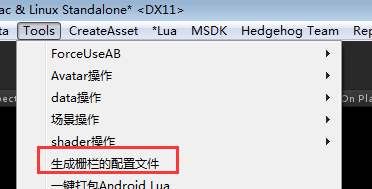 ac & Linux Standalone* <DX11>
ta Tools CreateAsset *Lua MSDK Hedgehog Team Rep
ForceUseAB
Avatar操作
data操作
场景操作
shader操作
生成栅栏的配置文件
一键打包Android Lua
pect
On Pla